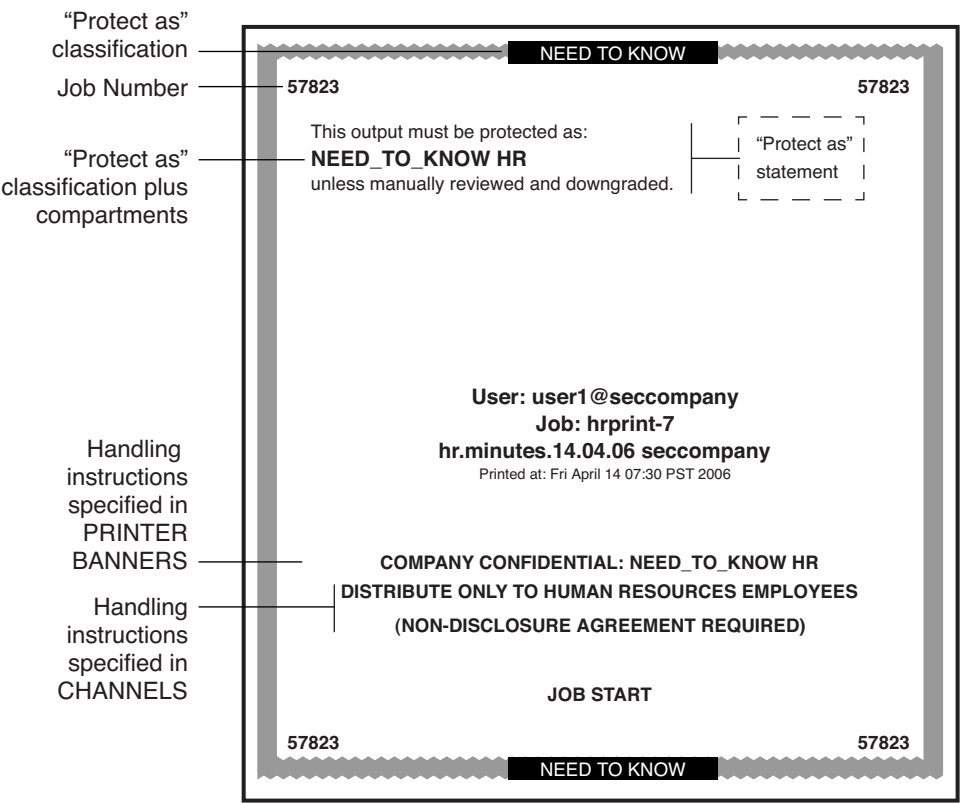 “Protect as”
classification
NEED TO KNOW
Job Number
57823
57823
This output must be protected as:
NEED_TO_KNOW HR
unless manually reviewed and downgraded.
“Protect as”
statement
“Protect as”
classification plus
compartments
User: user1@seccompany
Job: hrprint-7
hr.minutes.14.04.06 seccompany
Printed at: Fri April 14 07:30 PST 2006
Handling
instructions
specified in
PRINTER
BANNERS
COMPANY CONFIDENTIAL: NEED_TO_KNOW HR
DISTRIBUTE ONLY TO HUMAN RESOURCES EMPLOYEES
(NON-DISCLOSURE AGREEMENT REQUIRED)
Handling
instructions
specified in
CHANNELS
JOB START
57823
57823
NEED TO KNOW